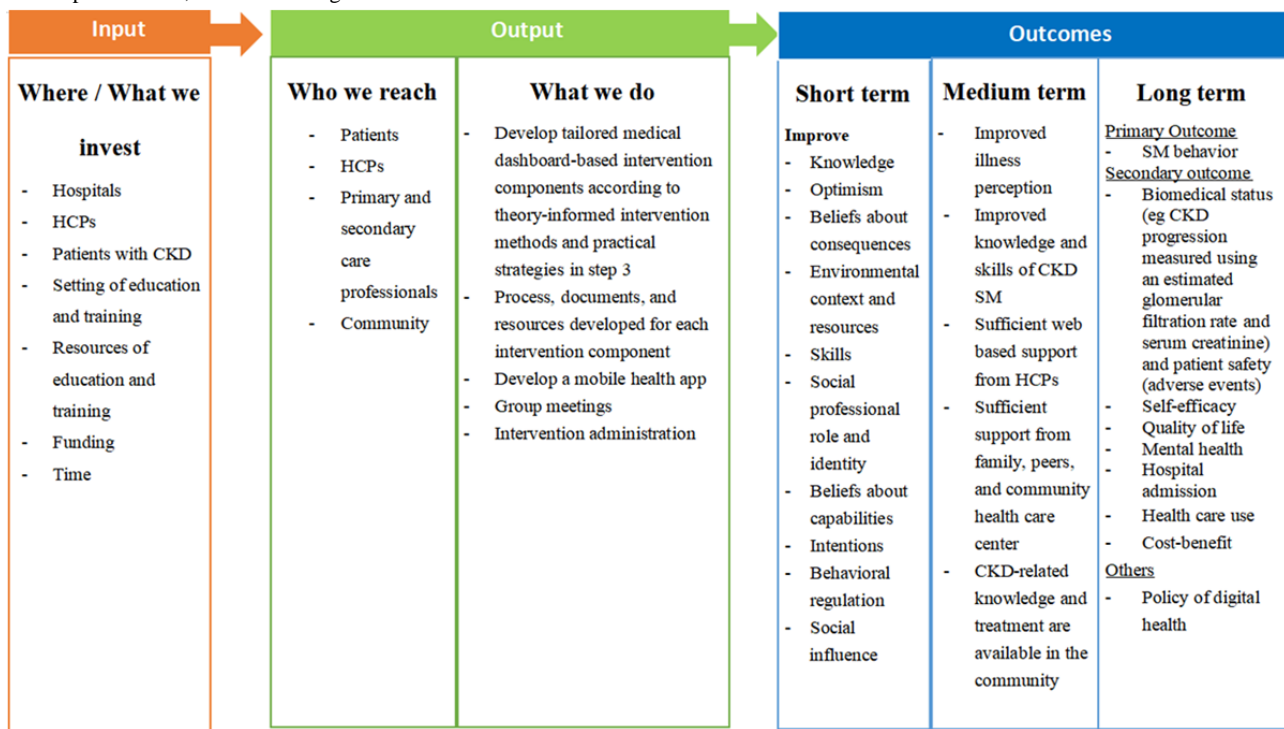 Input
Output
Outcomes
Where / What we
invest
- Hospitals
- HCPs
- Patients with CKD
- Setting of education
and training
- Resources of
education and
training
- Funding
- Time
Who we reach
- Patients
- HCPs
- Primary and
secondary
care
professionals
- Community
What we do
- Develop tailored medical
dashboard-based intervention
components according to
theory-informed intervention
methods and practical
strategies in step 3
- Process, documents, and
resources developed for each
intervention component
- Develop a mobile health app
- Group meetings
- Intervention administration
Short term
Improve
- Knowledge
- Optimism
- Beliefs about
consequences
- Environmental
context and
resources
- Skills
- Social
professional
role and
identity
- Beliefs about
capabilities
- Intentions
- Behavioral
regulation
- Social
influence
Medium term
- Improved
illness
perception
- Improved
knowledge and
skills of CKD
SM
- Sufficient web
based support
from HCPs
- Sufficient
support from
family, peers,
and community
health care
center
- CKD-related
knowledge and
treatment are
available in the
community
Long term
Primary Outcome
- SM behavior
Secondary outcome
- Biomedical status
(eg CKD
progression
measured using
an estimated
glomerular
filtration rate and
serum creatinine)
and patient safety
(adverse events)
- Self-efficacy
- Quality of life
- Mental health
- Hospital
admission
- Health care use
- Cost-benefit
Others
- Policy of digital
health